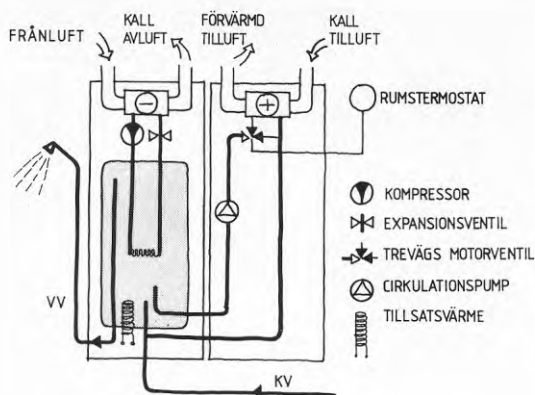 FRÅNLUFT
KALL
AVLUFT
FÖRVÄRMD
TILLUFT
KALL
TILLUFT
RUMSTERMOSTAT
KOMPRESSOR
EXPANSIONSVENTIL
TREVÄGS MOTORVENTIL
CIRKULATIONSPUMP
TILLSATSVÄRME
VV
KV